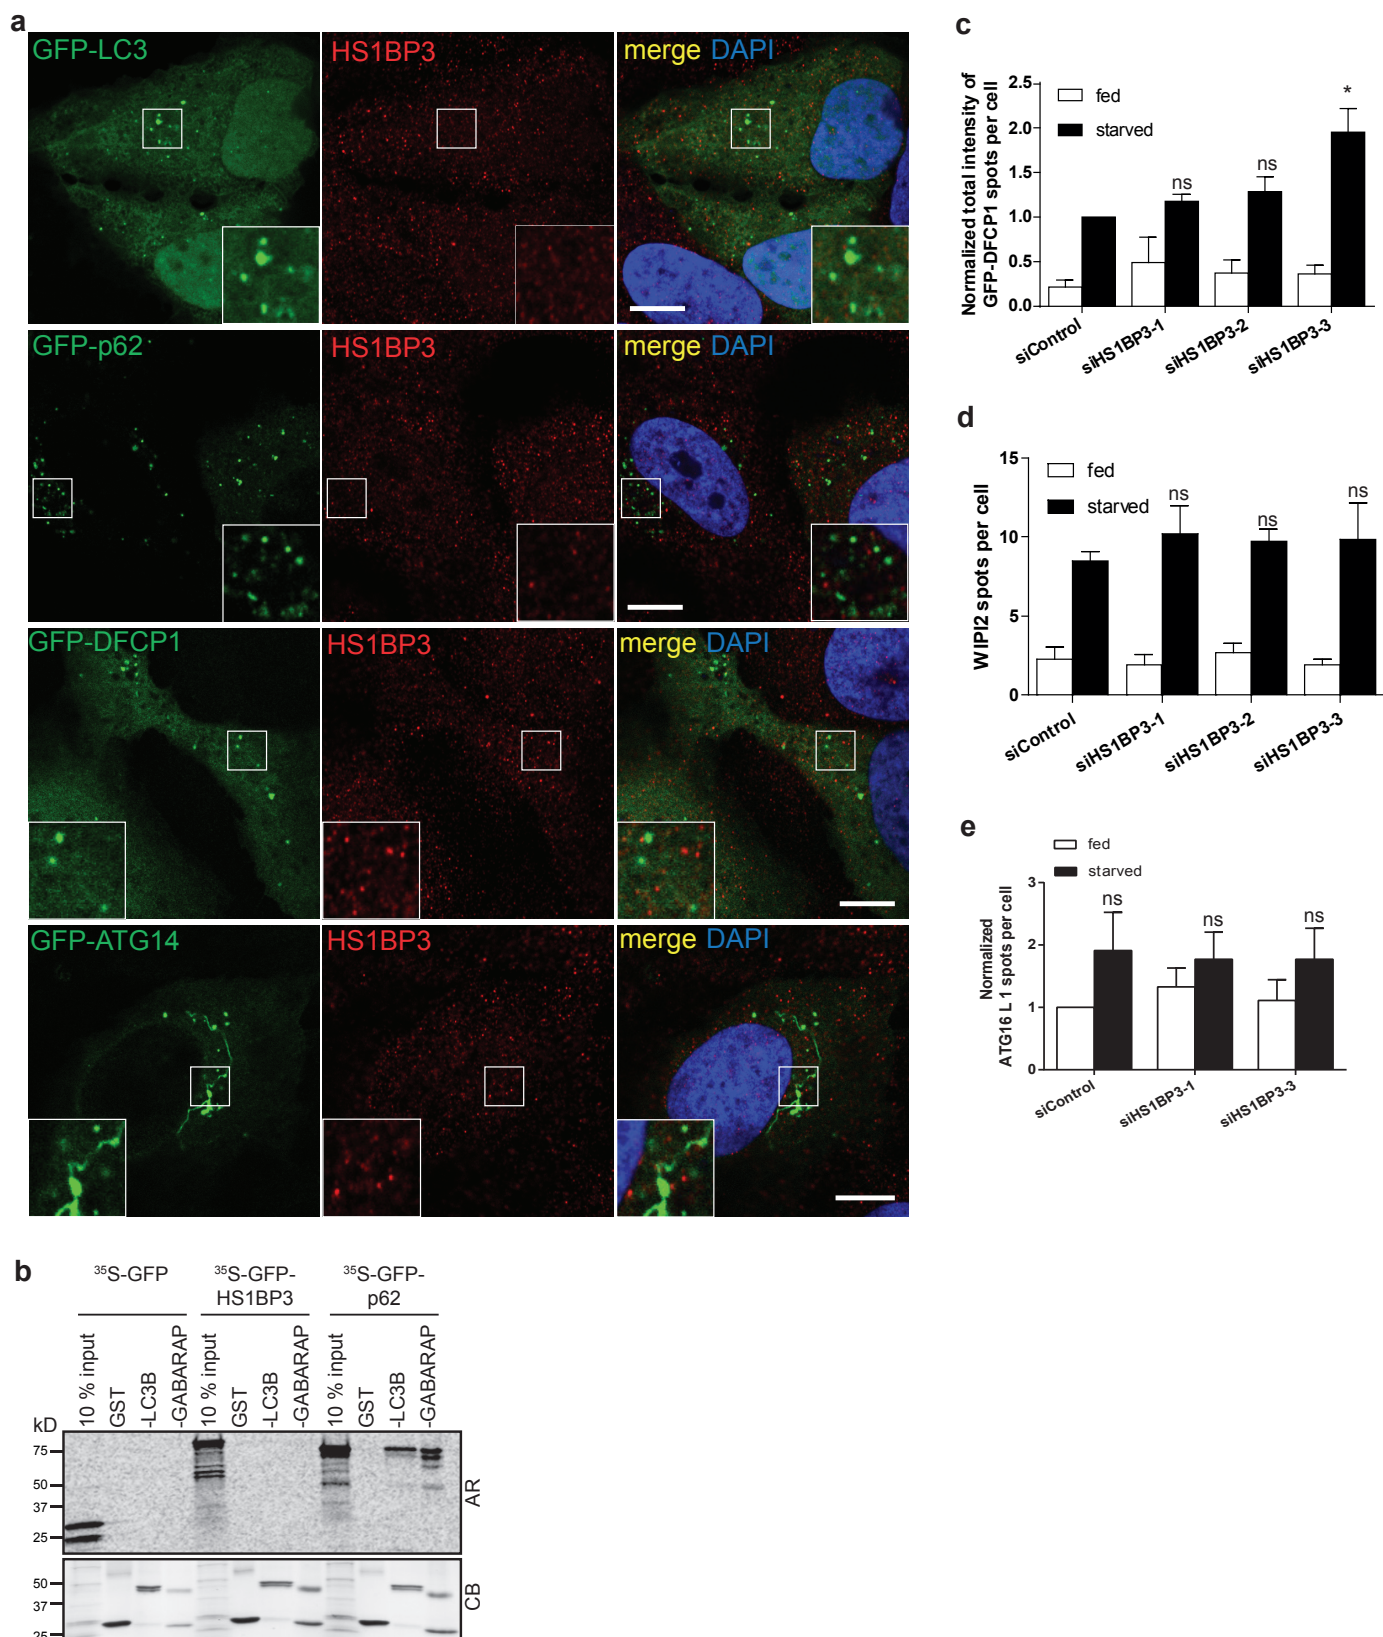 a
GFP-LC3 HS1BP3 merge DAPI
GFP-p62 HS1BP3 merge DAPI
GFP-DFCP1 HS1BP3 merge DAPI
GFP-ATG14 HS1BP3 merge DAPI
b
35S-GFP 35S-GFP-HS1BP3 35S-GFP-p62
10 % input GST -LC3B -GABARAP 10 % input GST -LC3B -GABARAP 10 % input GST -LC3B -GABARAP
kD
75
50
37
25
AR
50
37
25
CB
c
Normalized total intensity of
GFP-DFCP1 spots per cell
fed
starved
2.5
2.0
1.5
1.0
0.5
0.0
ns ns *
siControl siHS1BP3-1 siHS1BP3-2 siHS1BP3-3
d
WIPI2 spots per cell
fed
starved
15
10
5
0
ns ns ns
siControl siHS1BP3-1 siHS1BP3-2 siHS1BP3-3
e
Normalized
ATG16 L 1 spots per cell
fed
starved
3
2
1
0
ns ns ns
siControl siHS1BP3-1 siHS1BP3-3